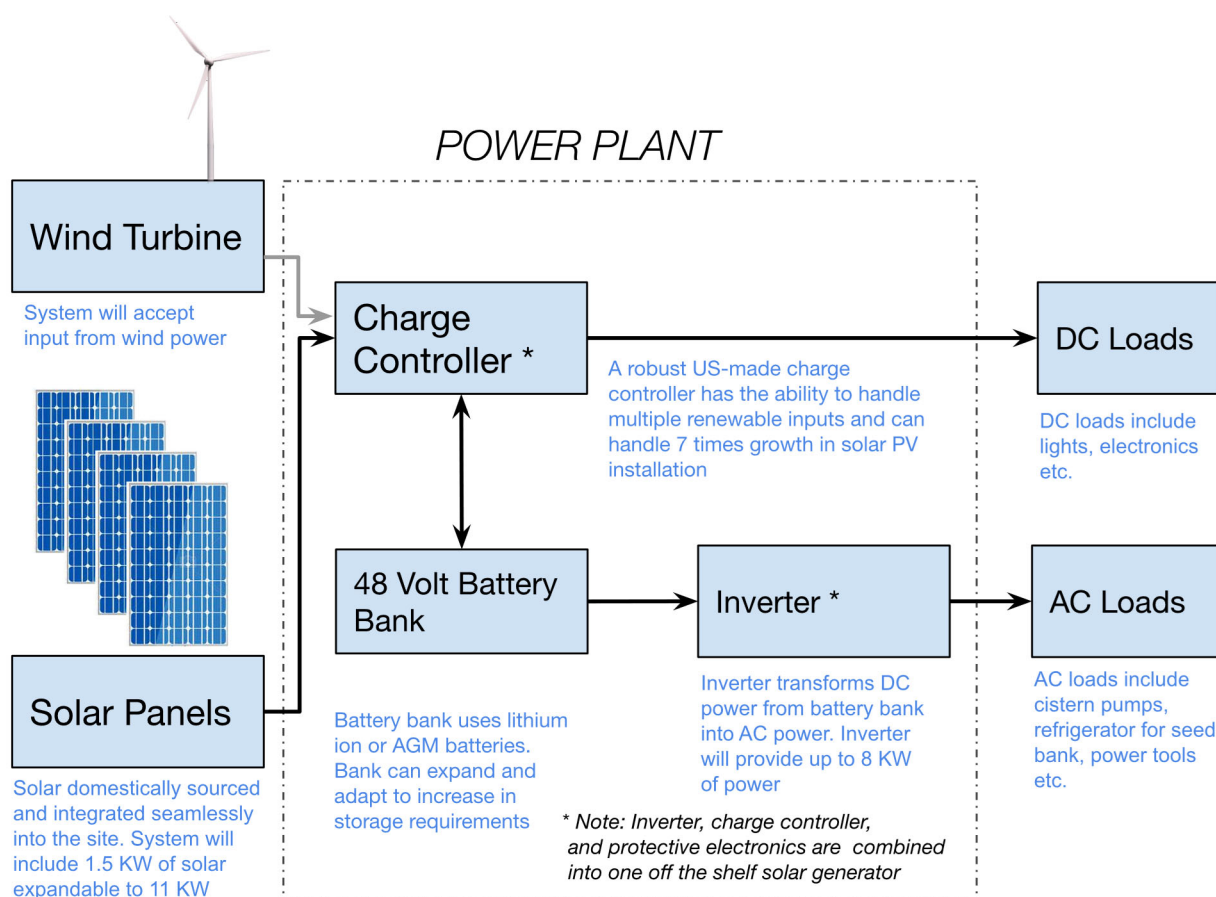 POWER PLANT
Wind Turbine
System will accept
input from wind power
Charge
Controller *
A robust US-made charge
controller has the ability to handle
multiple renewable inputs and can
handle 7 times growth in solar PV
installation
DC Loads
DC loads include
lights, electronics
etc.
48 Volt Battery
Bank
Battery bank uses lithium
ion or AGM batteries.
Bank can expand and
adapt to increase in
storage requirements
Inverter *
Inverter transforms DC
power from battery bank
into AC power. Inverter
will provide up to 8 KW
of power
AC Loads
AC loads include
cistern pumps,
refrigerator for seed
bank, power tools
etc.
Solar Panels
Solar domestically sourced
and integrated seamlessly
into the site. System will
include 1.5 KW of solar
expandable to 11 KW
* Note: Inverter, charge controller,
and protective electronics are combined
into one off the shelf solar generator